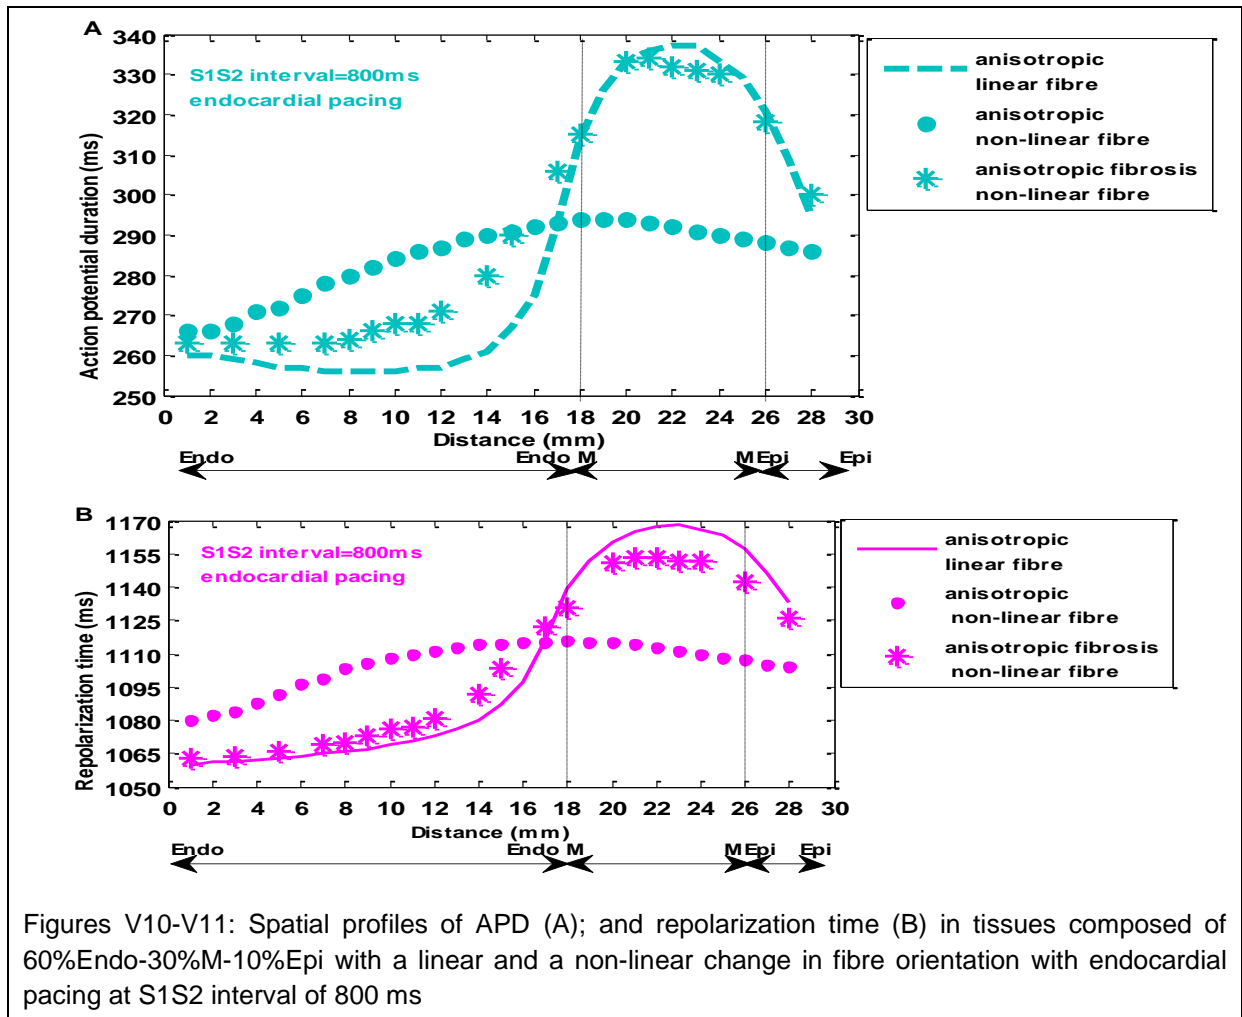 A
340
330
320
310
300
290
280
270
260
250
Action potential duration (ms)
S1S2 interval=800ms
endocardial pacing
0 2 4 6 8 10 12 14 16 18 20 22 24 26 28 30
Distance (mm)
Endo Endo M M Epi Epi
anisotropic
linear fibre
anisotropic
non-linear fibre
anisotropic fibrosis
non-linear fibre
B
1170
1155
1140
1125
1110
1095
1080
1065
1050
Repolarization time (ms)
S1S2 interval=800ms
endocardial pacing
0 2 4 6 8 10 12 14 16 18 20 22 24 26 28 30
Distance (mm)
Endo Endo M M Epi Epi
anisotropic
linear fibre
anisotropic
non-linear fibre
anisotropic fibrosis
non-linear fibre
Figures V10-V11: Spatial profiles of APD (A); and repolarization time (B) in tissues composed of
60%Endo-30%M-10%Epi with a linear and a non-linear change in fibre orientation with endocardial
pacing at S1S2 interval of 800 ms